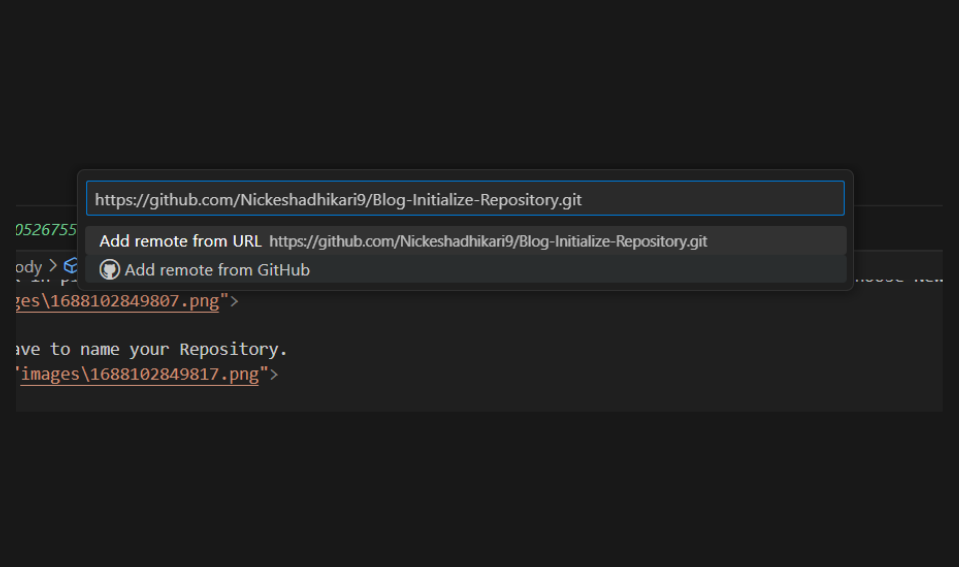 https://github.com/Nickeshadhikari9/Blog-Initialize-Repository.git
0526755
Add remote from URL https://github.com/Nickeshadhikari9/Blog-Initialize-Repository.git
ody >
Add remote from GitHub
ges\1688102849807.png">
ave to name your Repository.
"images\1688102849817.png">